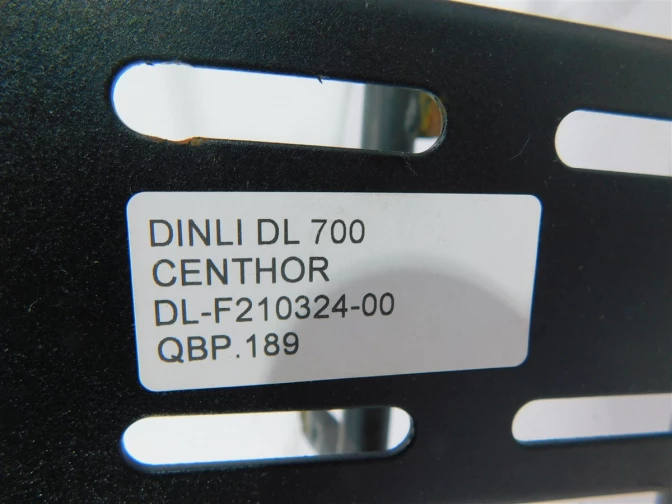 DINLI DL 700
CENTHOR
DL-F210324-00
QBP.189